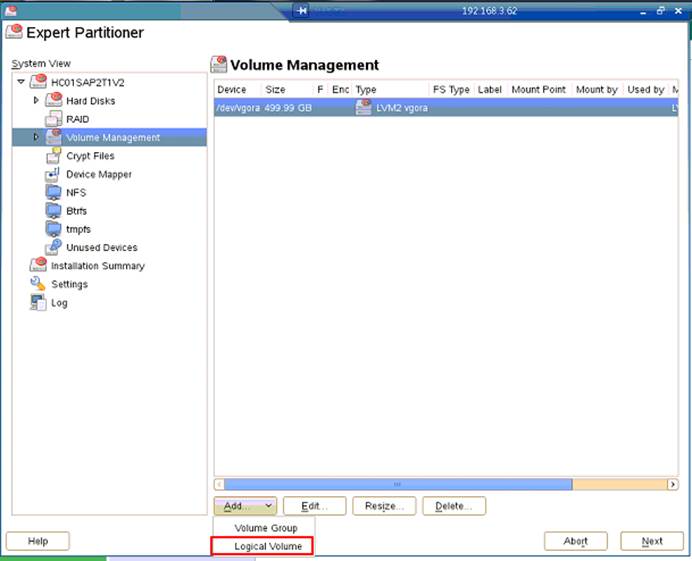 192.168.3.62
Expert Partitioner
System View
HC01SAP2T1V2
Hard Disks
RAID
Volume Management
Crypt Files
Device Mapper
NFS
Btrfs
tmpfs
Unused Devices
Installation Summary
Settings
Log
Volume Management
Device Size F Enc Type FS Type Label Mount Point Mount by Used by M
/dev/vgora 499.99 GB LVM2 vgora LV
Add... Edit... Resize... Delete...
Volume Group
Logical Volume
Help Abort Next